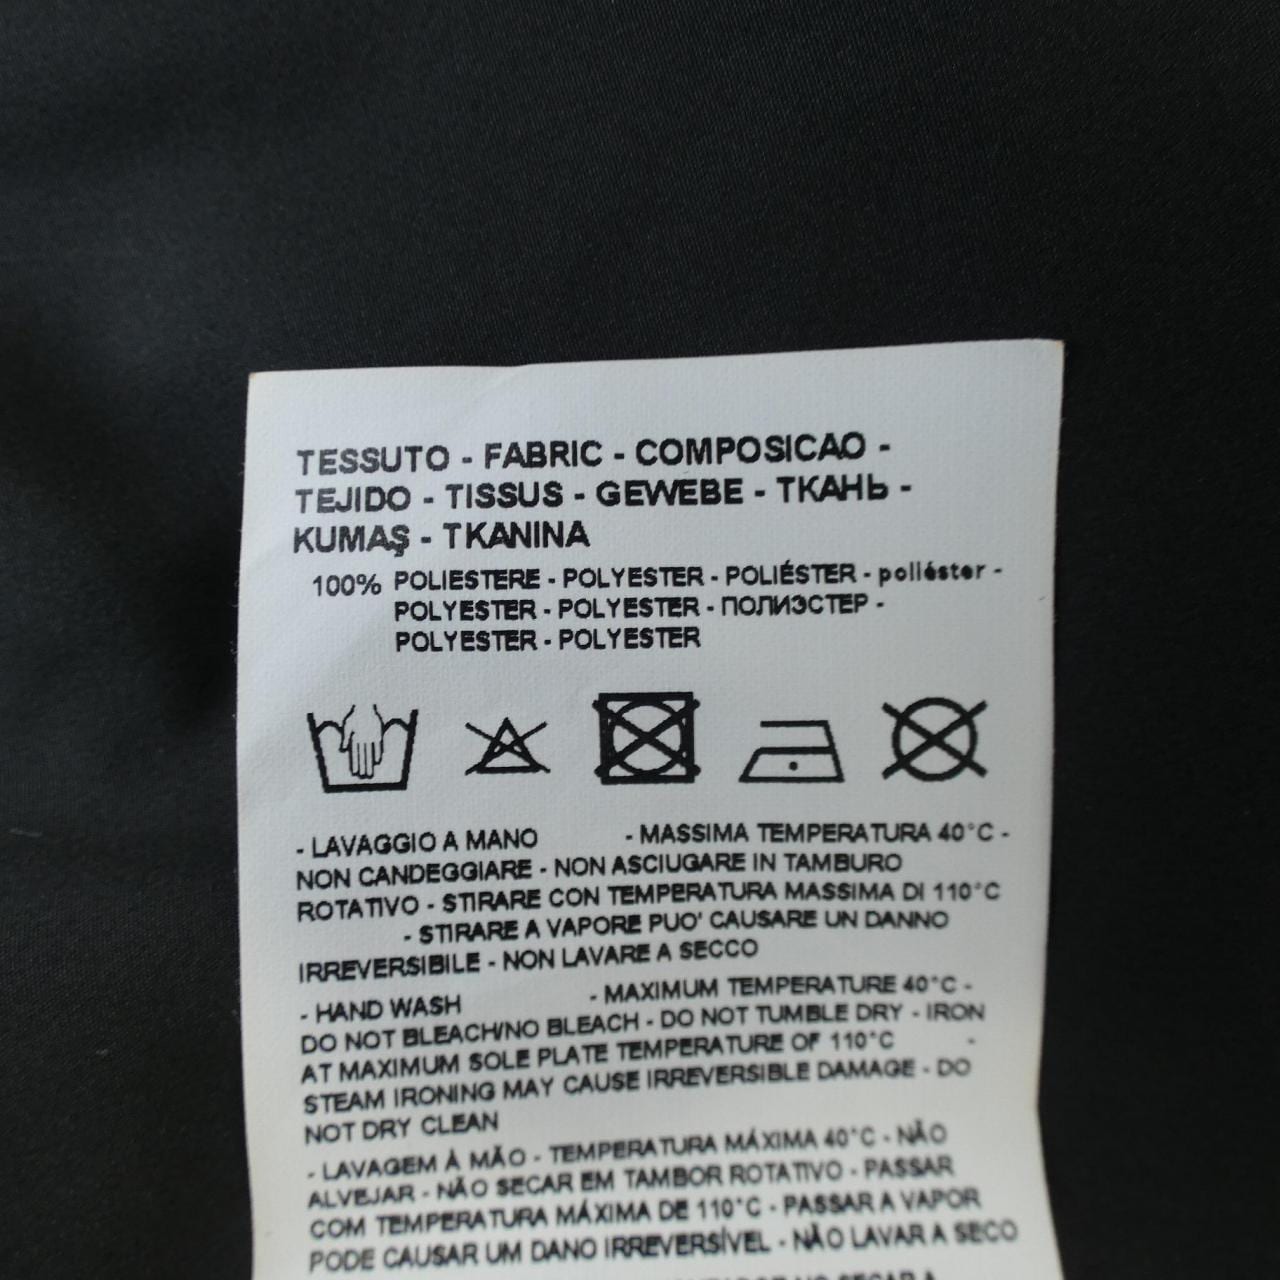 TESSUTO - FABRIC - COMPOSICAO -
TEJIDO - TISSUS - GEWEBE - ТКАНЬ -
KUMAŞ - TKANINA
100% POLIESTERE - POLYESTER - POLIÉSTER - poliéster -
POLYESTER - POLYESTER - ПОЛИЭСТЕР -
POLYESTER - POLYESTER
- LAVAGGIO A MANO - MASSIMA TEMPERATURA 40°C -
NON CANDEGGIARE - NON ASCIUGARE IN TAMBURO
ROTATIVO - STIRARE CON TEMPERATURA MASSIMA DI 110°C
- STIRARE A VAPORE PUO' CAUSARE UN DANNO
IRREVERSIBILE - NON LAVARE A SECCO
- HAND WASH - MAXIMUM TEMPERATURE 40°C -
DO NOT BLEACH/NO BLEACH - DO NOT TUMBLE DRY - IRON
AT MAXIMUM SOLE PLATE TEMPERATURE OF 110°C -
STEAM IRONING MAY CAUSE IRREVERSIBLE DAMAGE - DO
NOT DRY CLEAN
- LAVAGEM À MÃO - TEMPERATURA MÁXIMA 40°C - NÃO
ALVEJAR - NÃO SECAR EM TAMBOR ROTATIVO - PASSAR
COM TEMPERATURA MÁXIMA DE 110°C - PASSAR A VAPOR
PODE CAUSAR UM DANO IRREVERSÍVEL - NÃO LAVAR A SECO
NO SECAR A